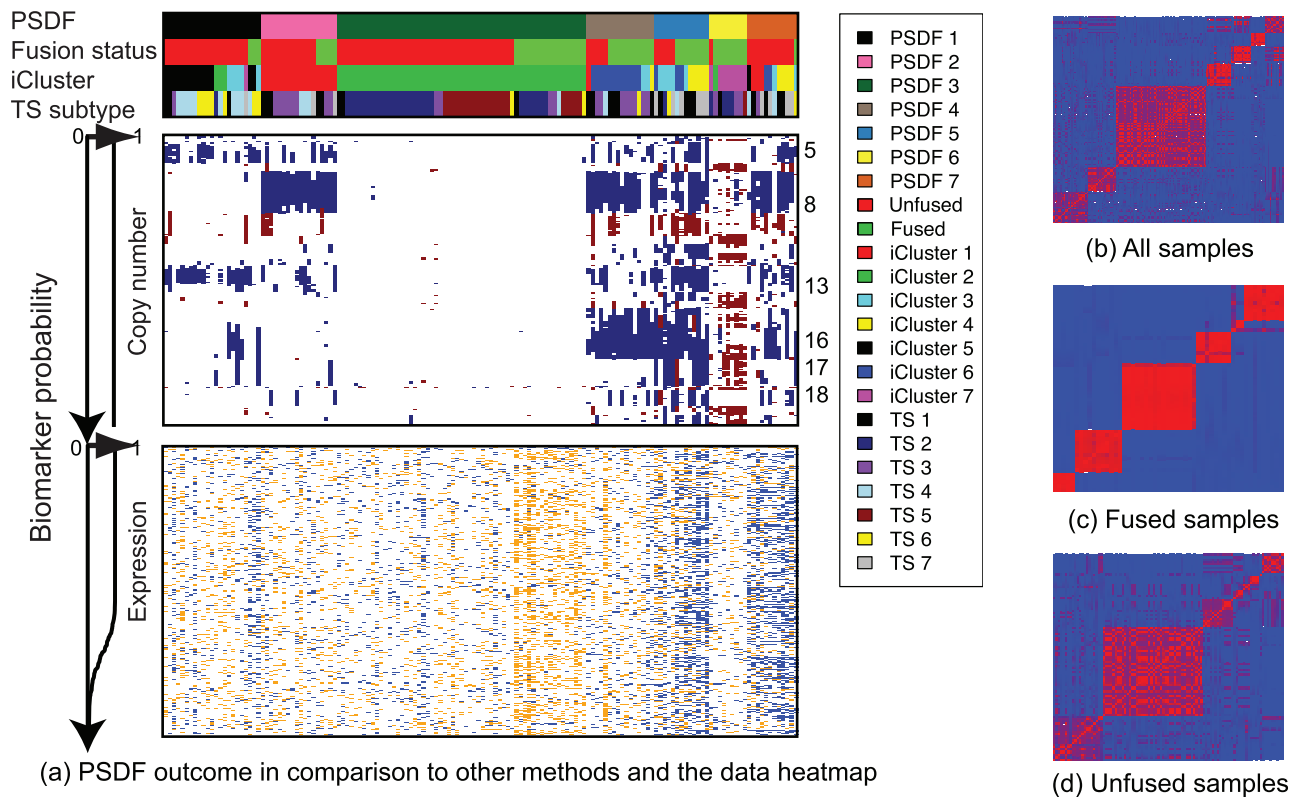 PSDF
Fusion status
iCluster
TS subtype
0
1
Biomarker probability
Copy number
5
8
13
16
17
18
0
1
Expression
(a) PSDF outcome in comparison to other methods and the data heatmap
PSDF 1
PSDF 2
PSDF 3
PSDF 4
PSDF 5
PSDF 6
PSDF 7
Unfused
Fused
iCluster 1
iCluster 2
iCluster 3
iCluster 4
iCluster 5
iCluster 6
iCluster 7
TS 1
TS 2
TS 3
TS 4
TS 5
TS 6
TS 7
(b) All samples
(c) Fused samples
(d) Unfused samples